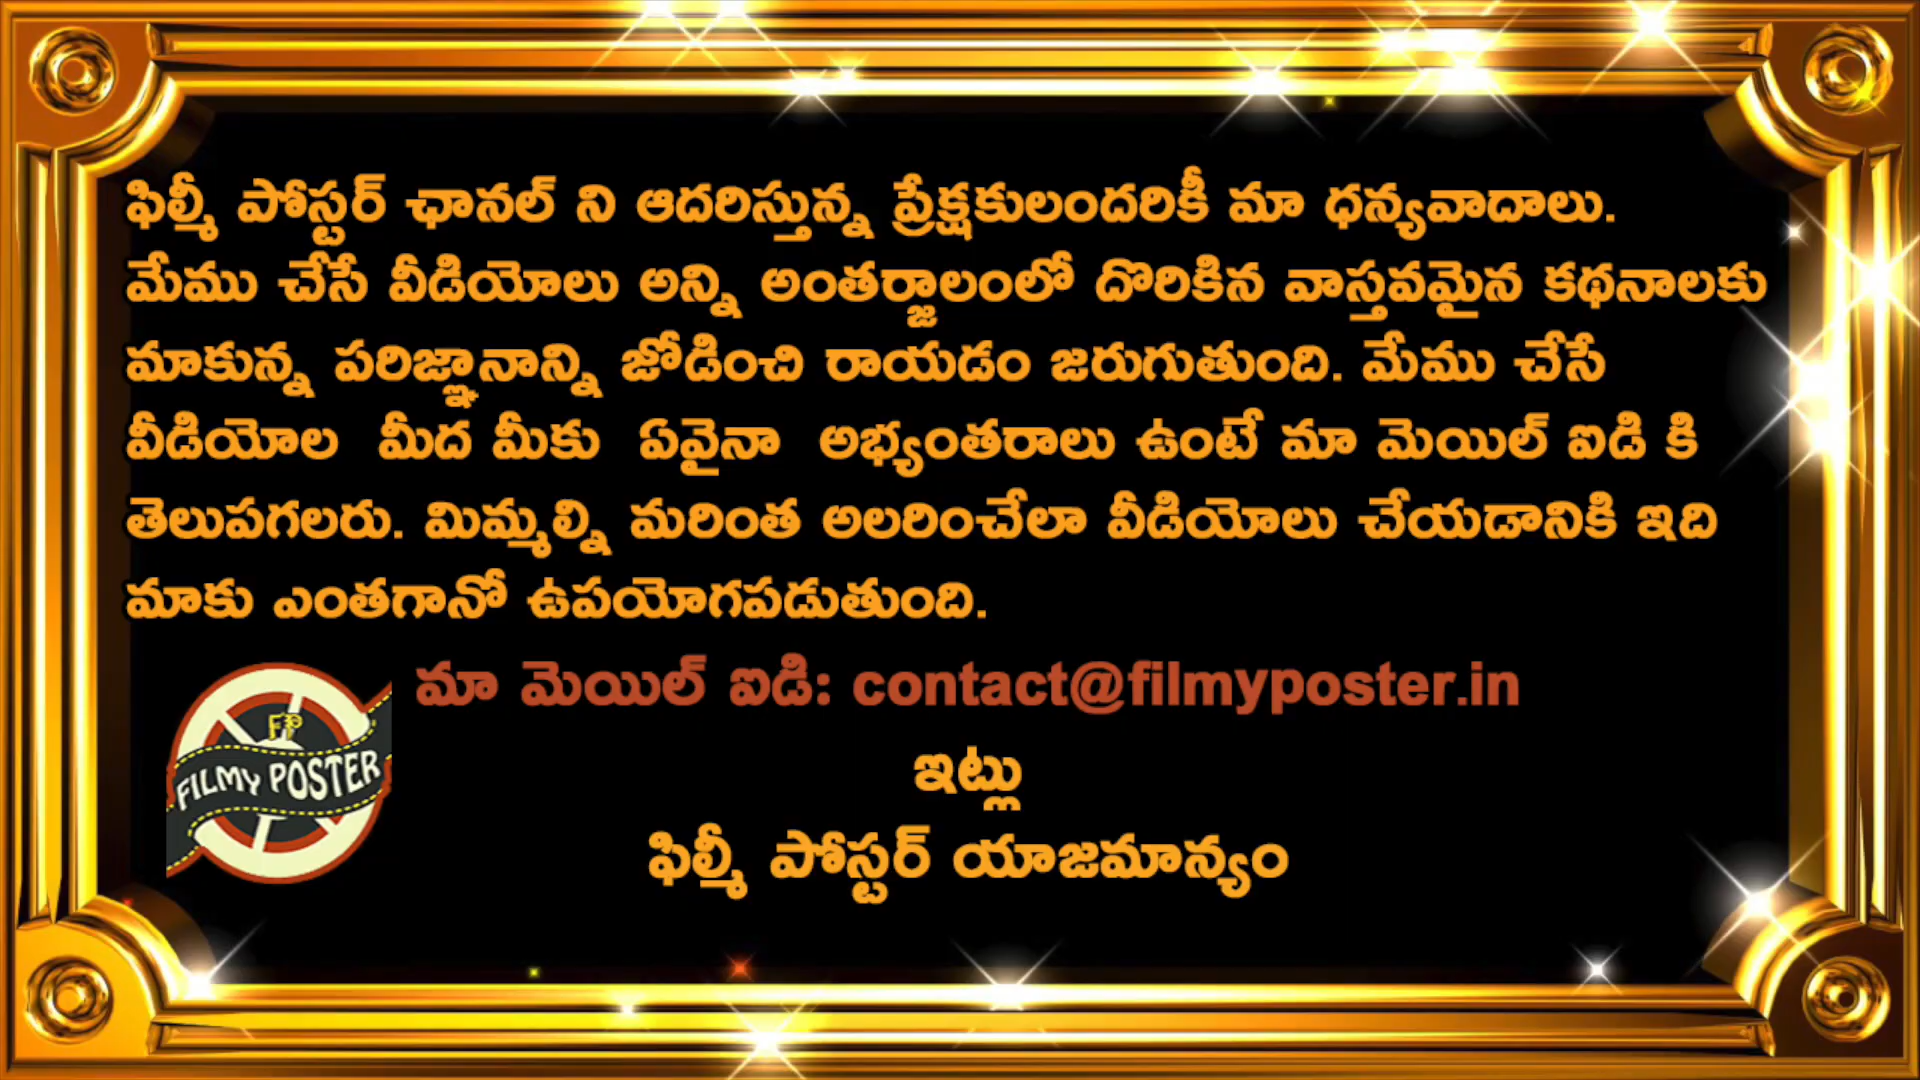 ఫిల్మీ పోస్టర్ ఛానల్ ని ఆదరిస్తున్న ప్రేక్షకులందరికీ మా ధన్యవాదాలు.
మేము చేసే వీడియోలు అన్ని అంతర్జాలంలో దొరికిన వాస్తవమైన కథనాలకు
మాకున్న పరిజ్ఞానాన్ని జోడించి రాయడం జరుగుతుంది. మేము చేసే
వీడియోల మీద మీకు ఏవైనా అభ్యంతరాలు ఉంటే మా మెయిల్ ఐడి కి
తెలుపగలరు. మిమ్మల్ని మరింత అలరించేలా వీడియోలు చేయడానికి ఇది
మాకు ఎంతగానో ఉపయోగపడుతుంది.
మా మెయిల్ ఐడి: contact@filmyposter.in
FP
FILMY POSTER
ఇట్లు
ఫిల్మీ పోస్టర్ యాజమాన్యం